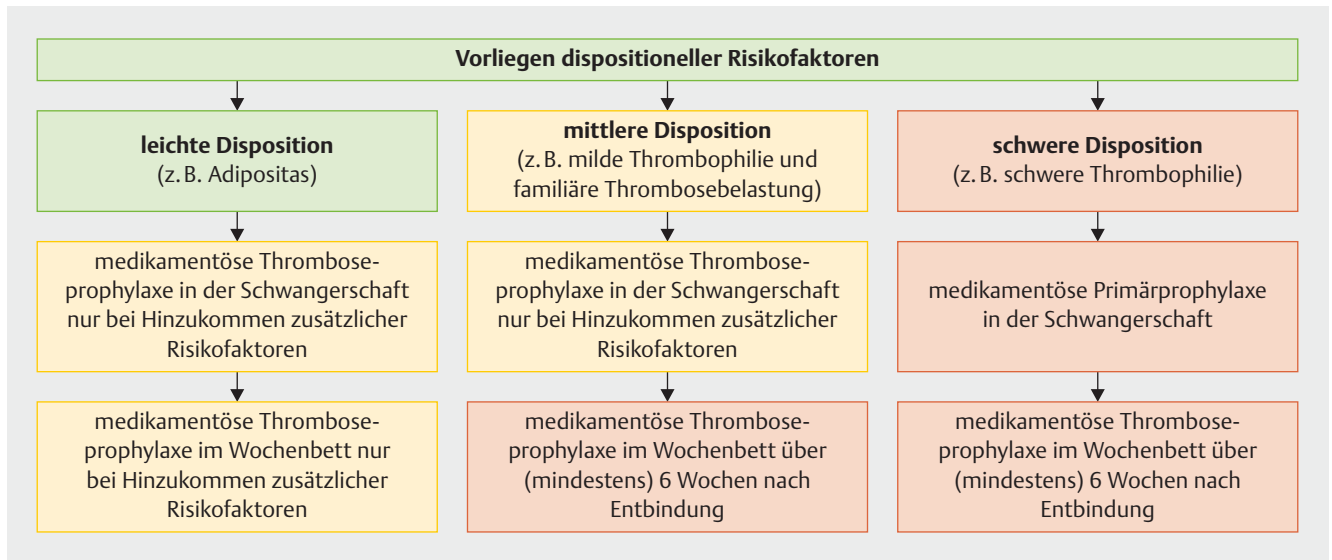 Vorliegen dispositioneller Risikofaktoren
leichte Disposition
(z. B. Adipositas)
mittlere Disposition
(z. B. milde Thrombophilie und
familiäre Thrombosebelastung)
schwere Disposition
(z. B. schwere Thrombophilie)
medikamentöse Thrombose-
prophylaxe in der Schwangerschaft
nur bei Hinzukommen zusätzlicher
Risikofaktoren
medikamentöse Thrombose-
prophylaxe in der Schwangerschaft
nur bei Hinzukommen zusätzlicher
Risikofaktoren
medikamentöse Primärprophylaxe
in der Schwangerschaft
medikamentöse Thrombose-
prophylaxe im Wochenbett nur
bei Hinzukommen zusätzlicher
Risikofaktoren
medikamentöse Thrombose-
prophylaxe im Wochenbett über
(mindestens) 6 Wochen nach
Entbindung
medikamentöse Thrombose-
prophylaxe im Wochenbett über
(mindestens) 6 Wochen nach
Entbindung